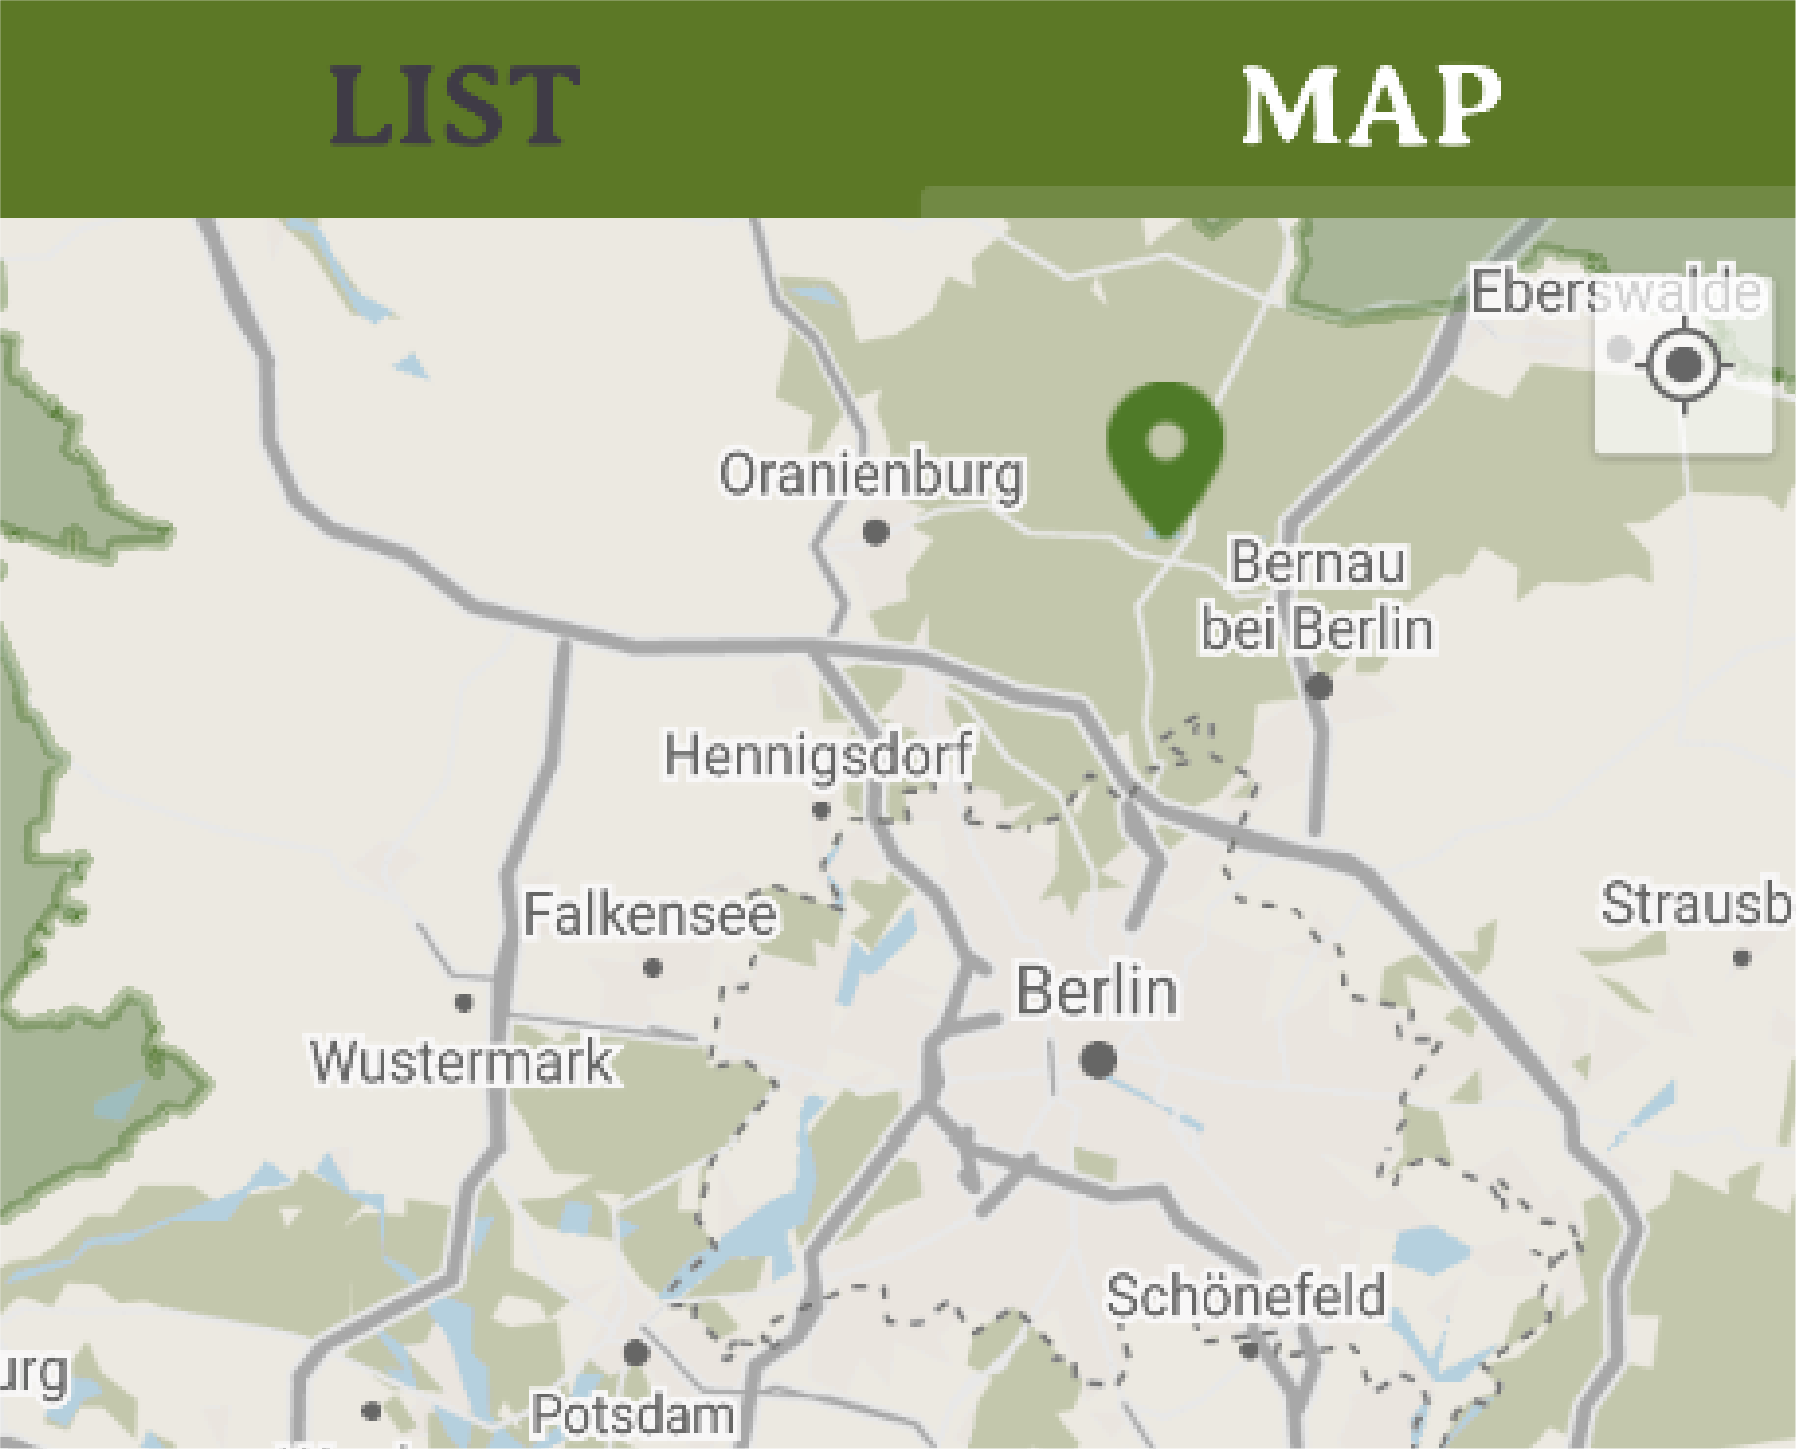 LIST
MAP
Eberswalde
Oranienburg
Bernau
bei Berlin
Hennigsdorf
Falkensee
Strausb
Berlin
Wustermark
Schönefeld
urg
Potsdam